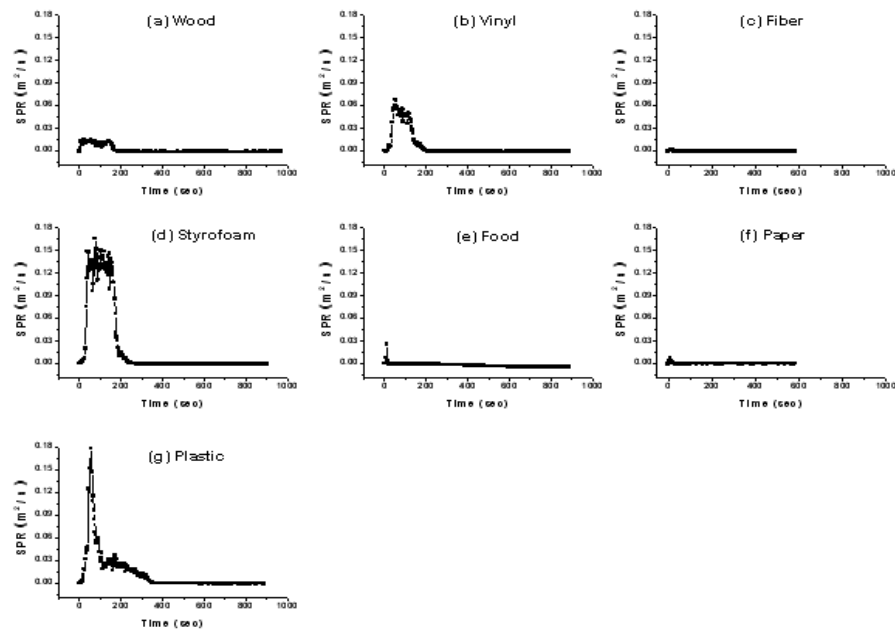 (a) Wood
0.18
0.15
0.12
0.09
0.06
0.03
0.00
SPR (m²/s)
0 200 400 600 800 1000
Time (sec)
(b) Vinyl
0.18
0.15
0.12
0.09
0.06
0.03
0.00
SPR (m²/s)
0 200 400 600 800 1000
Time (sec)
(c) Fiber
0.18
0.15
0.12
0.09
0.06
0.03
0.00
SPR (m²/s)
0 200 400 600 800 1000
Time (sec)
(d) Styrofoam
0.18
0.15
0.12
0.09
0.06
0.03
0.00
SPR (m²/s)
0 200 400 600 800 1000
Time (sec)
(e) Food
0.18
0.15
0.12
0.09
0.06
0.03
0.00
SPR (m²/s)
0 200 400 600 800 1000
Time (sec)
(f) Paper
0.18
0.15
0.12
0.09
0.06
0.03
0.00
SPR (m²/s)
0 200 400 600 800 1000
Time (sec)
(g) Plastic
0.18
0.15
0.12
0.09
0.06
0.03
0.00
SPR (m²/s)
0 200 400 600 800 1000
Time (sec)